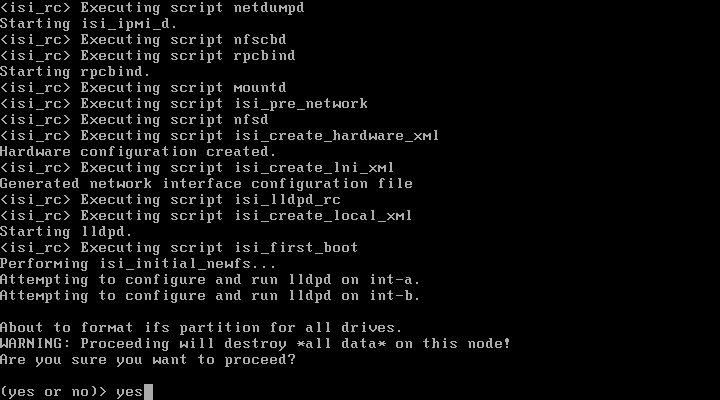 <isi_rc> Executing script netdumpd
Starting isi_ipmi_d.
<isi_rc> Executing script nfscbd
<isi_rc> Executing script rpcbind
Starting rpcbind.
<isi_rc> Executing script mountd
<isi_rc> Executing script isi_pre_network
<isi_rc> Executing script nfsd
<isi_rc> Executing script isi_create_hardware_xml
Hardware configuration created.
<isi_rc> Executing script isi_create_lni_xml
Generated network interface configuration file
<isi_rc> Executing script isi_lldpd_rc
<isi_rc> Executing script isi_create_local_xml
Starting lldpd.
<isi_rc> Executing script isi_first_boot
Performing isi_initial_newfs...
Attempting to configure and run lldpd on int-a.
Attempting to configure and run lldpd on int-b.
About to format ifs partition for all drives.
WARNING: Proceeding will destroy *all data* on this node!
Are you sure you want to proceed?
(yes or no)> yes